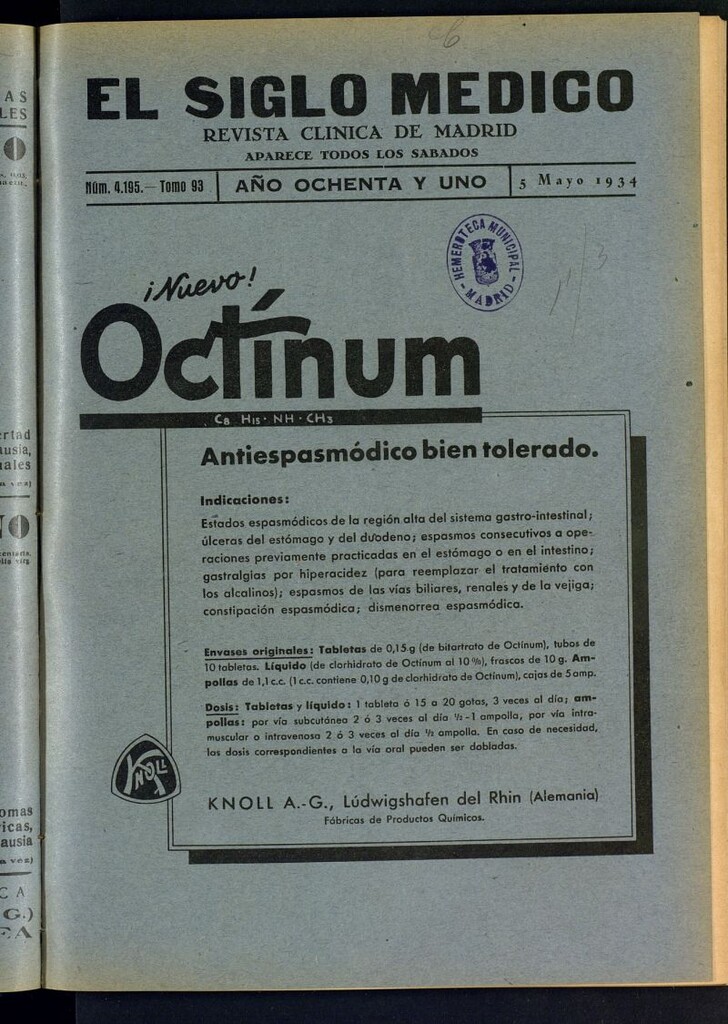 EL SIGLO MEDICO
REVISTA CLINICA DE MADRID
APARECE TODOS LOS SABADOS
Núm. 4.195.— Tomo 93
AÑO OCHENTA Y UNO
5 Mayo 1934
HEMEROTECA MUNICIPAL
- MADRID -
¡Nuevo!
Octínum
C8 H15 · NH · CH3
Antiespasmódico bien tolerado.
Indicaciones:
Estados espasmódicos de la región alta del sistema gastro-intestinal;
úlceras del estómago y del duodeno; espasmos consecutivos a ope-
raciones previamente practicadas en el estómago o en el intestino;
gastralgias por hiperacidez (para reemplazar el tratamiento con
los alcalinos); espasmos de las vías biliares, renales y de la vejiga;
constipación espasmódica; dismenorrea espasmódica.
Envases originales: Tabletas de 0,15 g (de bitartrato de Octínum), tubos de
10 tabletas. Líquido (de clorhidrato de Octínum al 10%), frascos de 10 g. Am-
pollas de 1,1 c.c. (1 c.c. contiene 0,10 g de clorhidrato de Octínum), cajas de 5 amp.
Dosis: Tabletas y líquido: 1 tableta ó 15 a 20 gotas, 3 veces al día; am-
pollas: por vía subcutánea 2 ó 3 veces al día ½ - 1 ampolla, por vía intra-
muscular o intravenosa 2 ó 3 veces al día ½ ampolla. En caso de necesidad,
las dosis correspondientes a la vía oral pueden ser dobladas.
KNOLL
KNOLL A.-G., Lúdwigshafen del Rhin (Alemania)
Fábricas de Productos Químicos.